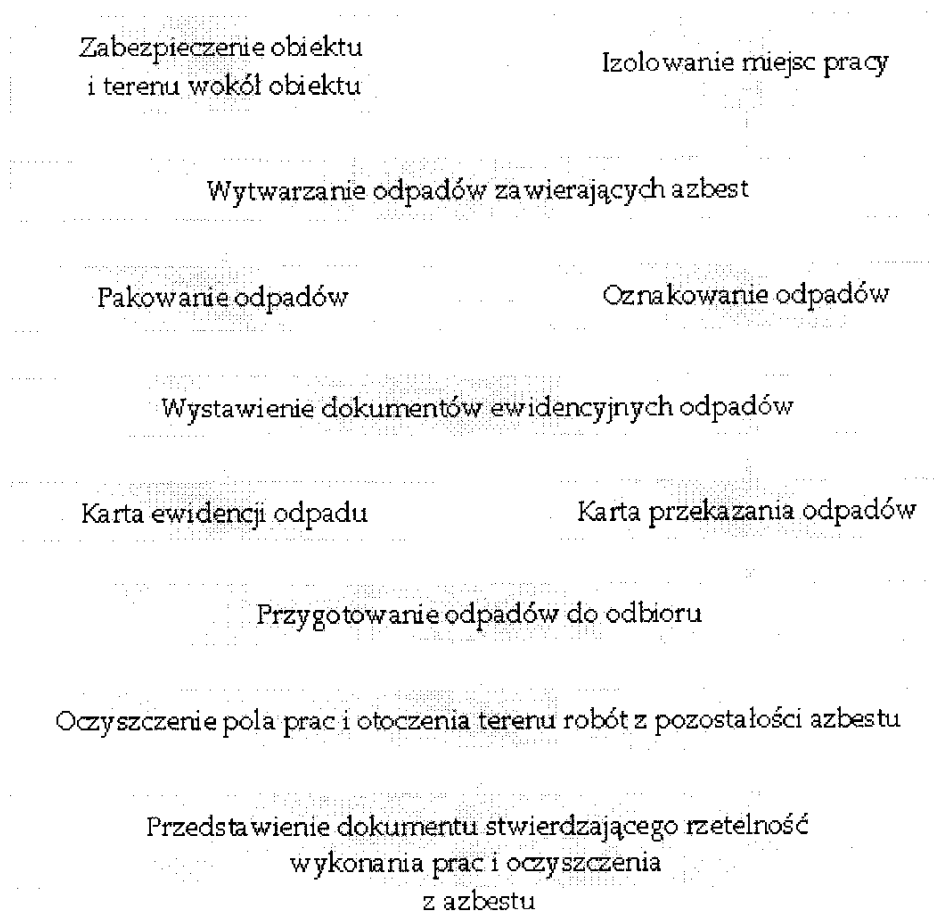 Zabezpieczenie obiektu
i terenu wokół obiektu
Izolowanie miejsc pracy
Wytwarzanie odpadów zawierających azbest
Pakowanie odpadów
Oznakowanie odpadów
Wystawienie dokumentów ewidencyjnych odpadów
Karta ewidencji odpadu
Karta przekazania odpadów
Przygotowanie odpadów do odbioru
Oczyszczenie pola prac i otoczenia terenu robót z pozostałości azbestu
Przedstawienie dokumentu stwierdzającego rzetelność
wykonania prac i oczyszczenia
z azbestu